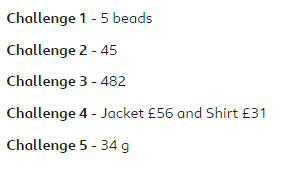 Challenge 1 - 5 beads
Challenge 2 - 45
Challenge 3 - 482
Challenge 4 - Jacket £56 and Shirt £31
Challenge 5 - 34 g